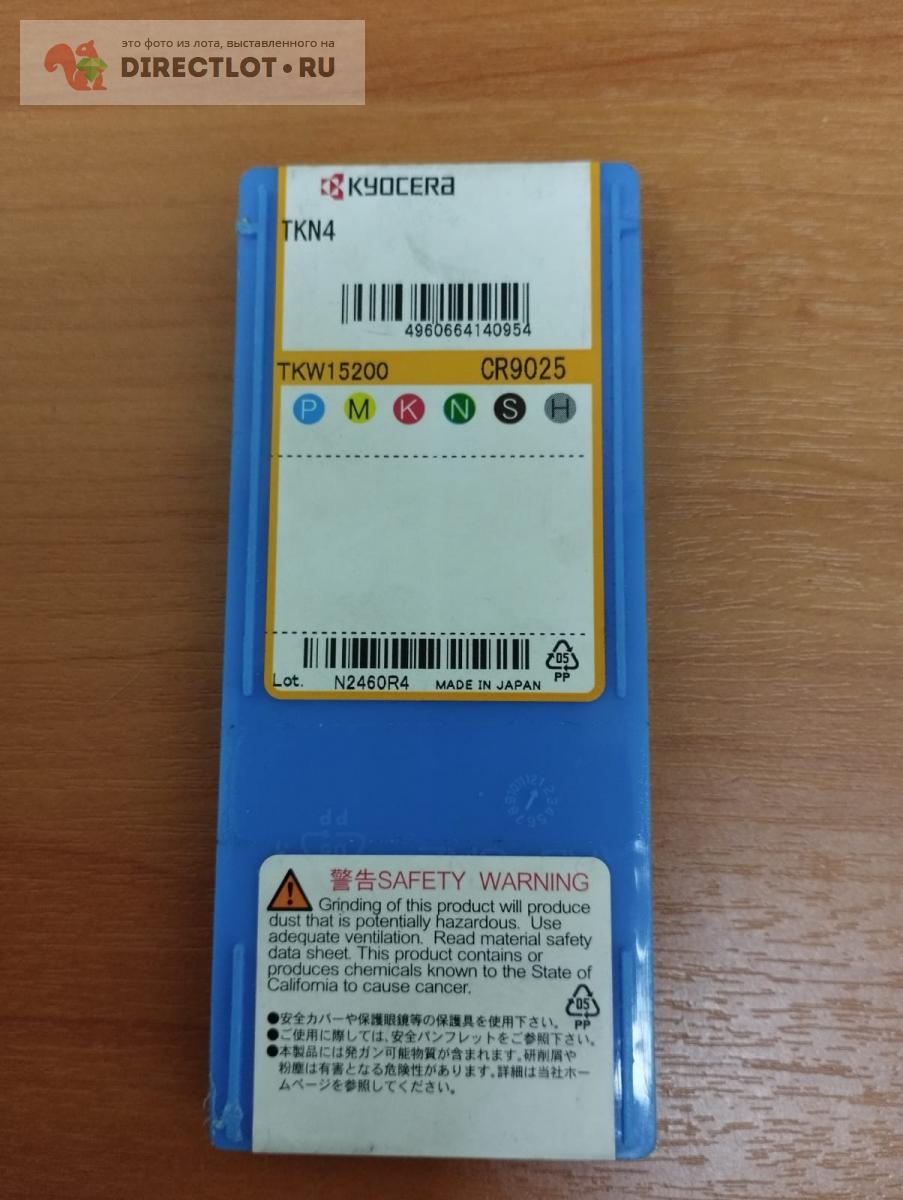 это фото из лота, выставленного на
DIRECTLOT•RU
KYOCERA
TKN4
4960664140954
TKW15200 CR9025
P M K N S H
05
PP
Lot. N2460R4 MADE IN JAPAN
PP
警告SAFETY WARNING
Grinding of this product will produce
dust that is potentially hazardous. Use
adequate ventilation. Read material safety
data sheet. This product contains or
produces chemicals known to the State of
California to cause cancer.
05
PP
●安全カバーや保護眼鏡等の保護具を使用下さい。
●ご使用に際しては、安全パンフレットをご参照下さい。
●本製品には発ガン可能物質が含まれます。研削屑や
粉塵は有害となる危険性があります。詳細は当社ホー
ムページを参照してください。